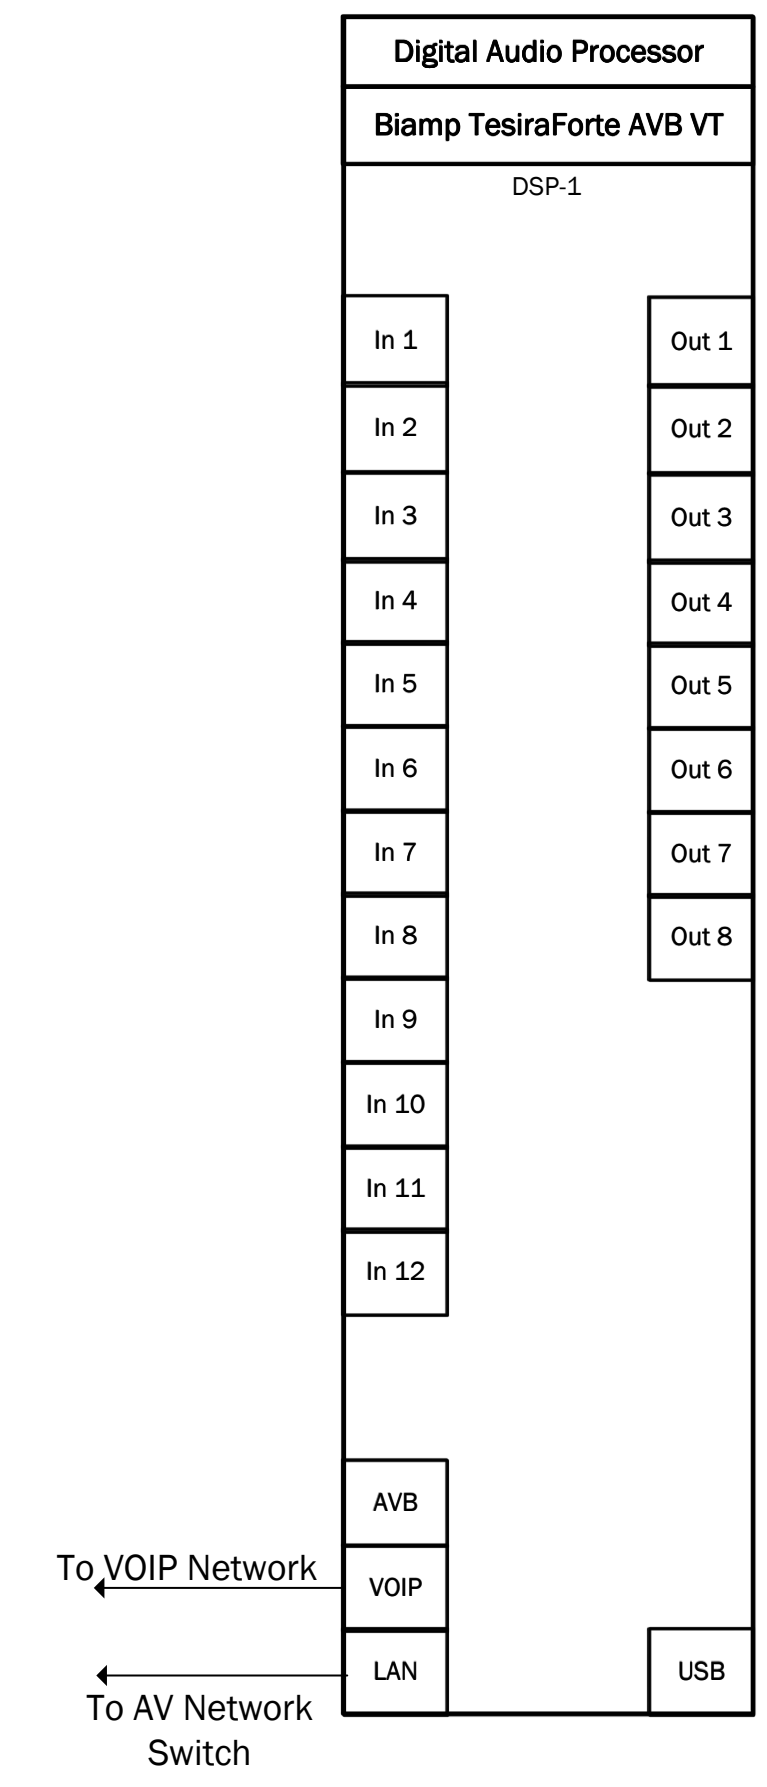 Digital Audio Processor
Biamp TesiraForte AVB VT
DSP-1
In 1
Out 1
In 2
Out 2
In 3
Out 3
In 4
Out 4
In 5
Out 5
In 6
Out 6
In 7
Out 7
In 8
Out 8
In 9
In 10
In 11
In 12
AVB
To VOIP Network
VOIP
LAN
USB
To AV Network
Switch